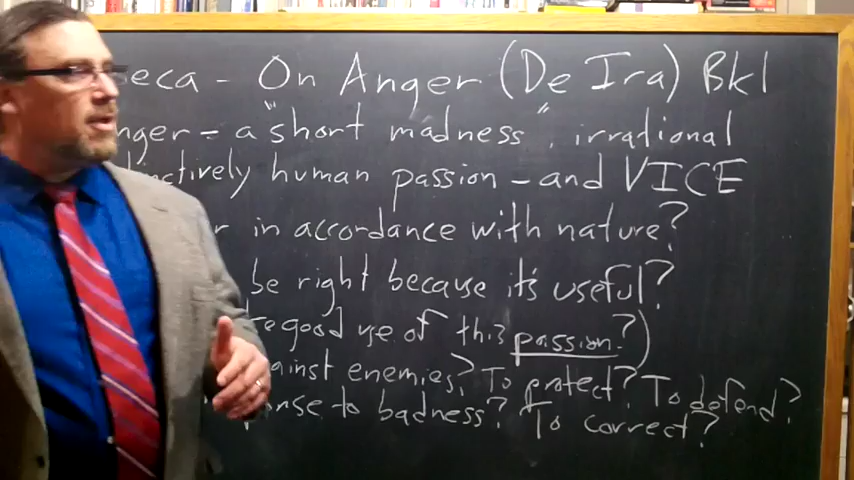 eca - On Anger (De Ira) Bk I
nger = a "short madness", irrational
nctively human passion - and VICE
r in accordance with nature?
be right because it's useful?
re good use of this passion?)
ainst enemies? To protect? To defend?
onse to badness? To correct?